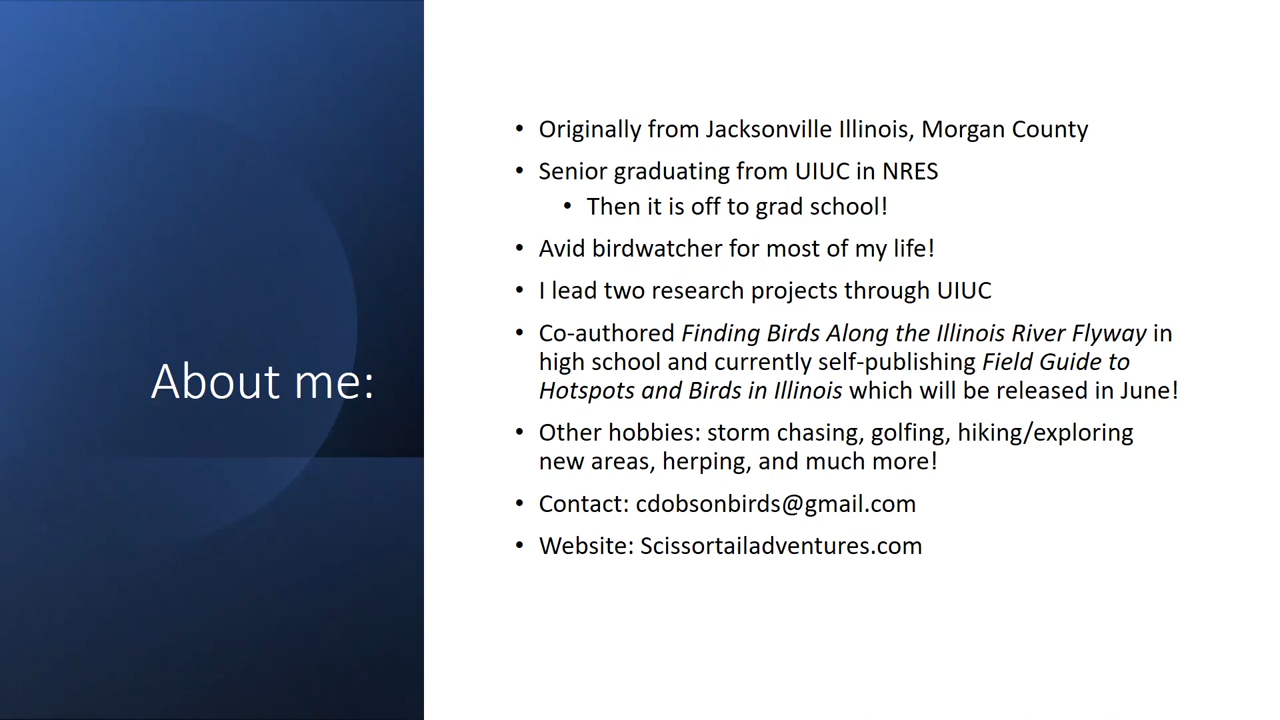 About me:
• Originally from Jacksonville Illinois, Morgan County
• Senior graduating from UIUC in NRES
• Then it is off to grad school!
• Avid birdwatcher for most of my life!
• I lead two research projects through UIUC
• Co-authored Finding Birds Along the Illinois River Flyway in
high school and currently self-publishing Field Guide to
Hotspots and Birds in Illinois which will be released in June!
• Other hobbies: storm chasing, golfing, hiking/exploring
new areas, herping, and much more!
• Contact: cdobsonbirds@gmail.com
• Website: Scissortailadventures.com